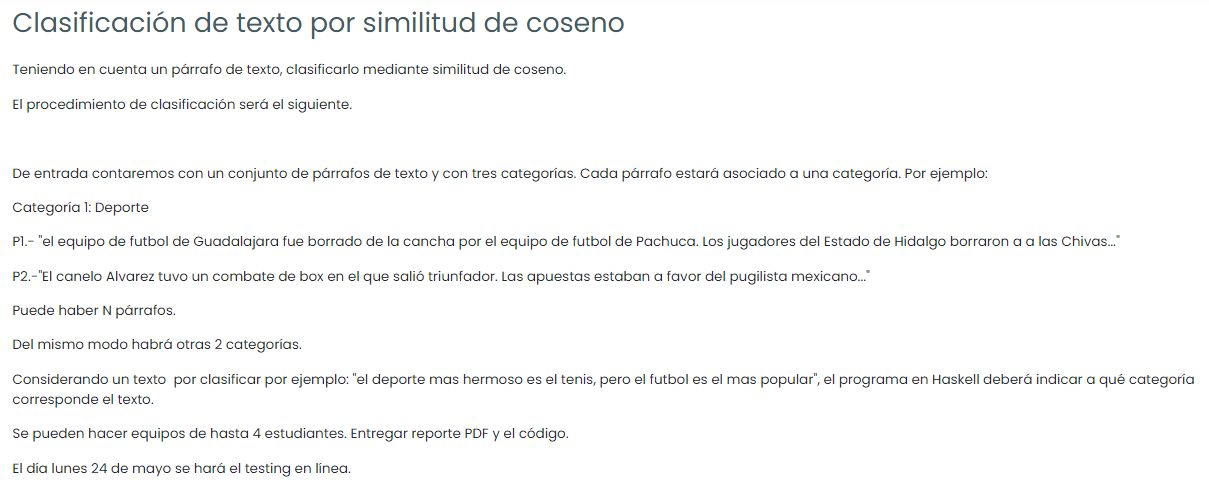 Clasificación de texto por similitud de coseno
Teniendo en cuenta un párrafo de texto, clasificarlo mediante similitud de coseno.
El procedimiento de clasificación será el siguiente.
De entrada contaremos con un conjunto de párrafos de texto y con tres categorías. Cada párrafo estará asociado a una categoría. Por ejemplo:
Categoría 1: Deporte
P1.- "el equipo de futbol de Guadalajara fue borrado de la cancha por el equipo de futbol de Pachuca. Los jugadores del Estado de Hidalgo borraron a a las Chivas..."
P2.-"El canelo Alvarez tuvo un combate de box en el que salió triunfador. Las apuestas estaban a favor del pugilista mexicano..."
Puede haber N párrafos.
Del mismo modo habrá otras 2 categorías.
Considerando un texto  por clasificar por ejemplo: "el deporte mas hermoso es el tenis, pero el futbol es el mas popular", el programa en Haskell deberá indicar a qué categoría
corresponde el texto.
Se pueden hacer equipos de hasta 4 estudiantes. Entregar reporte PDF y el código.
El día lunes 24 de mayo se hará el testing en línea.